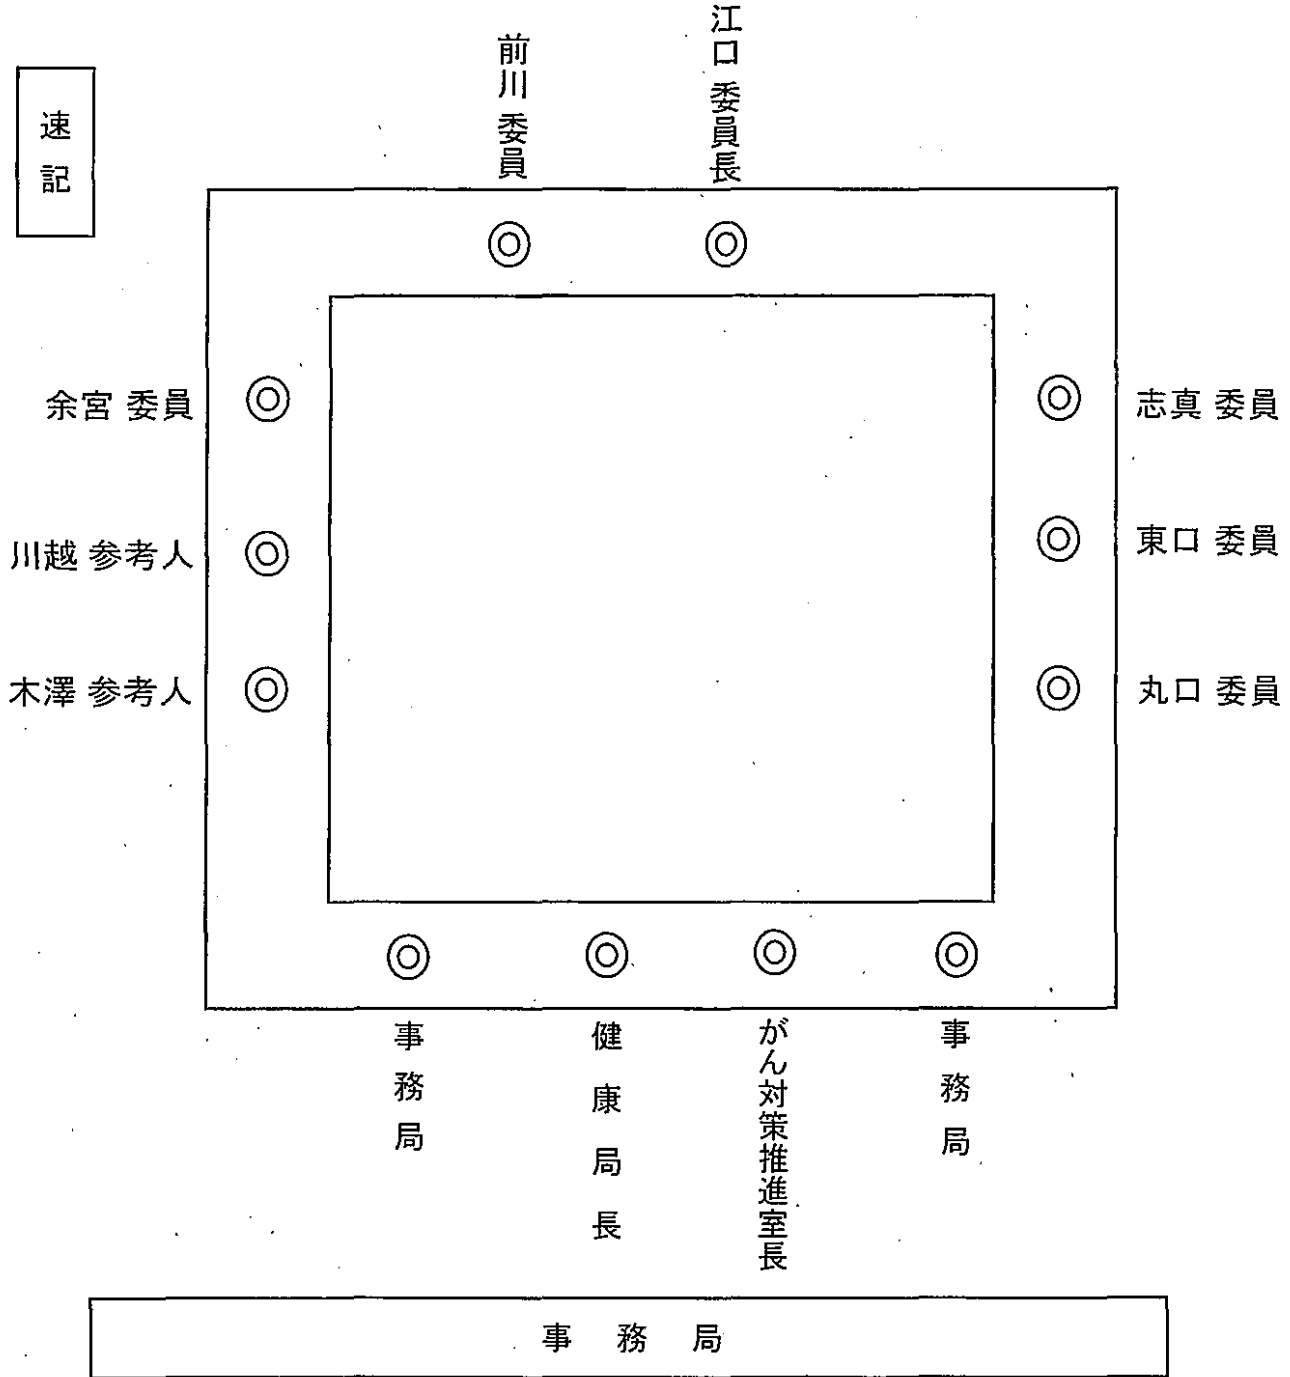 速記
前川 委員
江口 委員長
余宮 委員
川越 参考人
木澤 参考人
志真 委員
東口 委員
丸口 委員
事務局
健康局長
がん対策推進室長
事務局
事務局